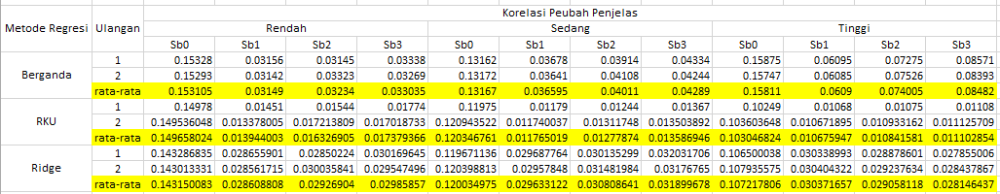 Metode Regresi Ulangan Korelasi Peubah Penjelas
Rendah Sedang Tinggi
Sb0 Sb1 Sb2 Sb3 Sb0 Sb1 Sb2 Sb3 Sb0 Sb1 Sb2 Sb3
Berganda 1 0.15328 0.03156 0.03145 0.03338 0.13162 0.03678 0.03914 0.04334 0.15875 0.06095 0.07275 0.08571
2 0.15293 0.03142 0.03323 0.03269 0.13172 0.03641 0.04108 0.04244 0.15747 0.06085 0.07526 0.08393
rata-rata 0.153105 0.03149 0.03234 0.033035 0.13167 0.036595 0.04011 0.04289 0.15811 0.0609 0.074005 0.08482
RKU 1 0.14978 0.01451 0.01544 0.01774 0.11975 0.01179 0.01244 0.01367 0.10249 0.01068 0.01075 0.01108
2 0.149536048 0.013378005 0.017213809 0.017018733 0.120943522 0.011740037 0.01311748 0.013503892 0.103603648 0.010671895 0.010933162 0.011125709
rata-rata 0.149658024 0.013944003 0.016326905 0.017379366 0.120346761 0.011765019 0.01277874 0.013586946 0.103046824 0.010675947 0.010841581 0.011102854
Ridge 1 0.143286835 0.028655901 0.02850224 0.030169645 0.119671136 0.029687764 0.030135299 0.032031706 0.106500038 0.030338993 0.028878601 0.027855006
2 0.143013331 0.028561715 0.030035841 0.029547496 0.120398813 0.02957848 0.031481984 0.03176765 0.107935575 0.030404322 0.029237634 0.028437867
rata-rata 0.143150083 0.028608808 0.02926904 0.02985857 0.120034975 0.029633122 0.030808641 0.031899678 0.107217806 0.030371657 0.029058118 0.028146437